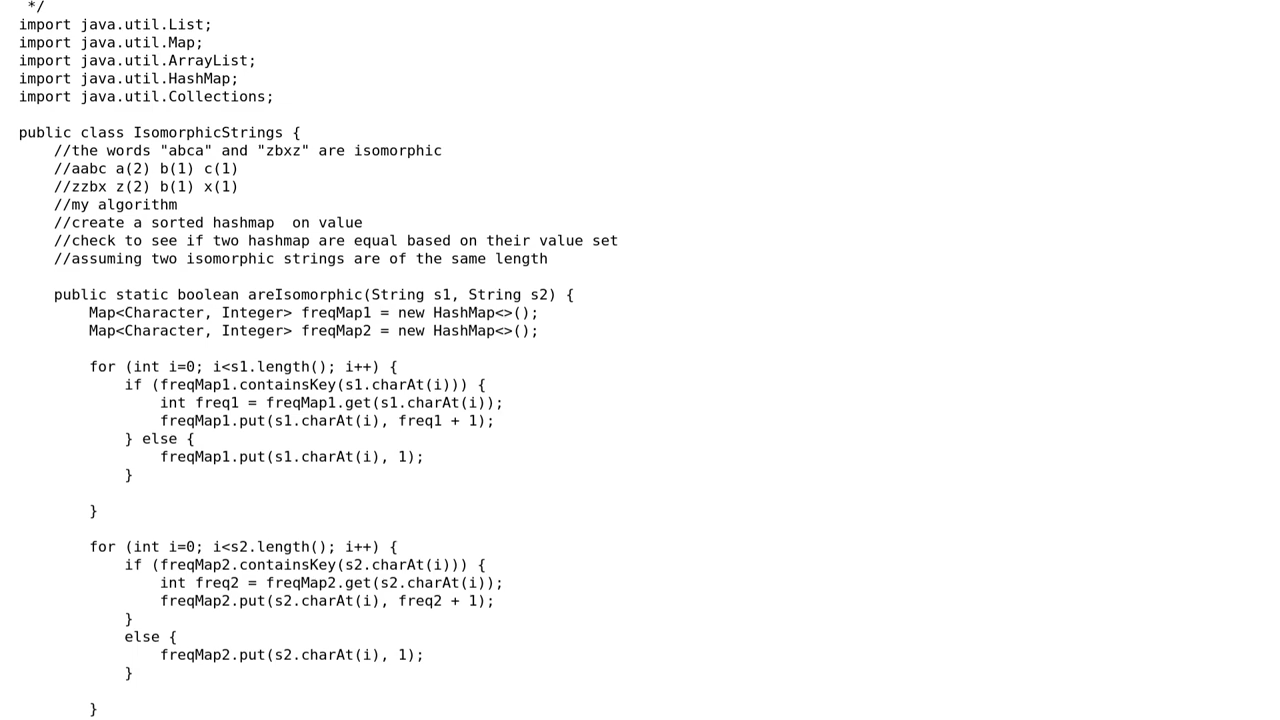 */
import java.util.List;
import java.util.Map;
import java.util.ArrayList;
import java.util.HashMap;
import java.util.Collections;

public class IsomorphicStrings {
    //the words "abca" and "zbxz" are isomorphic
    //aabc a(2) b(1) c(1)
    //zzbx z(2) b(1) x(1)
    //my algorithm
    //create a sorted hashmap  on value
    //check to see if two hashmap are equal based on their value set
    //assuming two isomorphic strings are of the same length

    public static boolean areIsomorphic(String s1, String s2) {
        Map<Character, Integer> freqMap1 = new HashMap<>();
        Map<Character, Integer> freqMap2 = new HashMap<>();

        for (int i=0; i<s1.length(); i++) {
            if (freqMap1.containsKey(s1.charAt(i))) {
                int freq1 = freqMap1.get(s1.charAt(i));
                freqMap1.put(s1.charAt(i), freq1 + 1);
            } else {
                freqMap1.put(s1.charAt(i), 1);
            }

        }

        for (int i=0; i<s2.length(); i++) {
            if (freqMap2.containsKey(s2.charAt(i))) {
                int freq2 = freqMap2.get(s2.charAt(i));
                freqMap2.put(s2.charAt(i), freq2 + 1);
            }
            else {
                freqMap2.put(s2.charAt(i), 1);
            }

        }